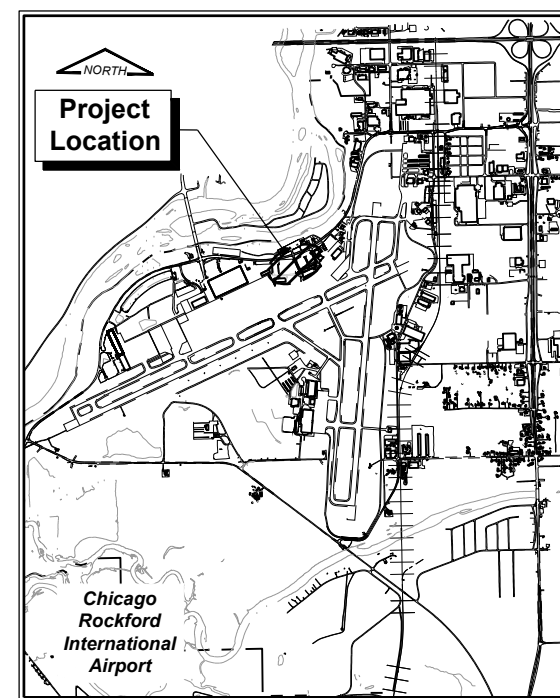 NORTH
Project
Location
Chicago
Rockford
International
Airport